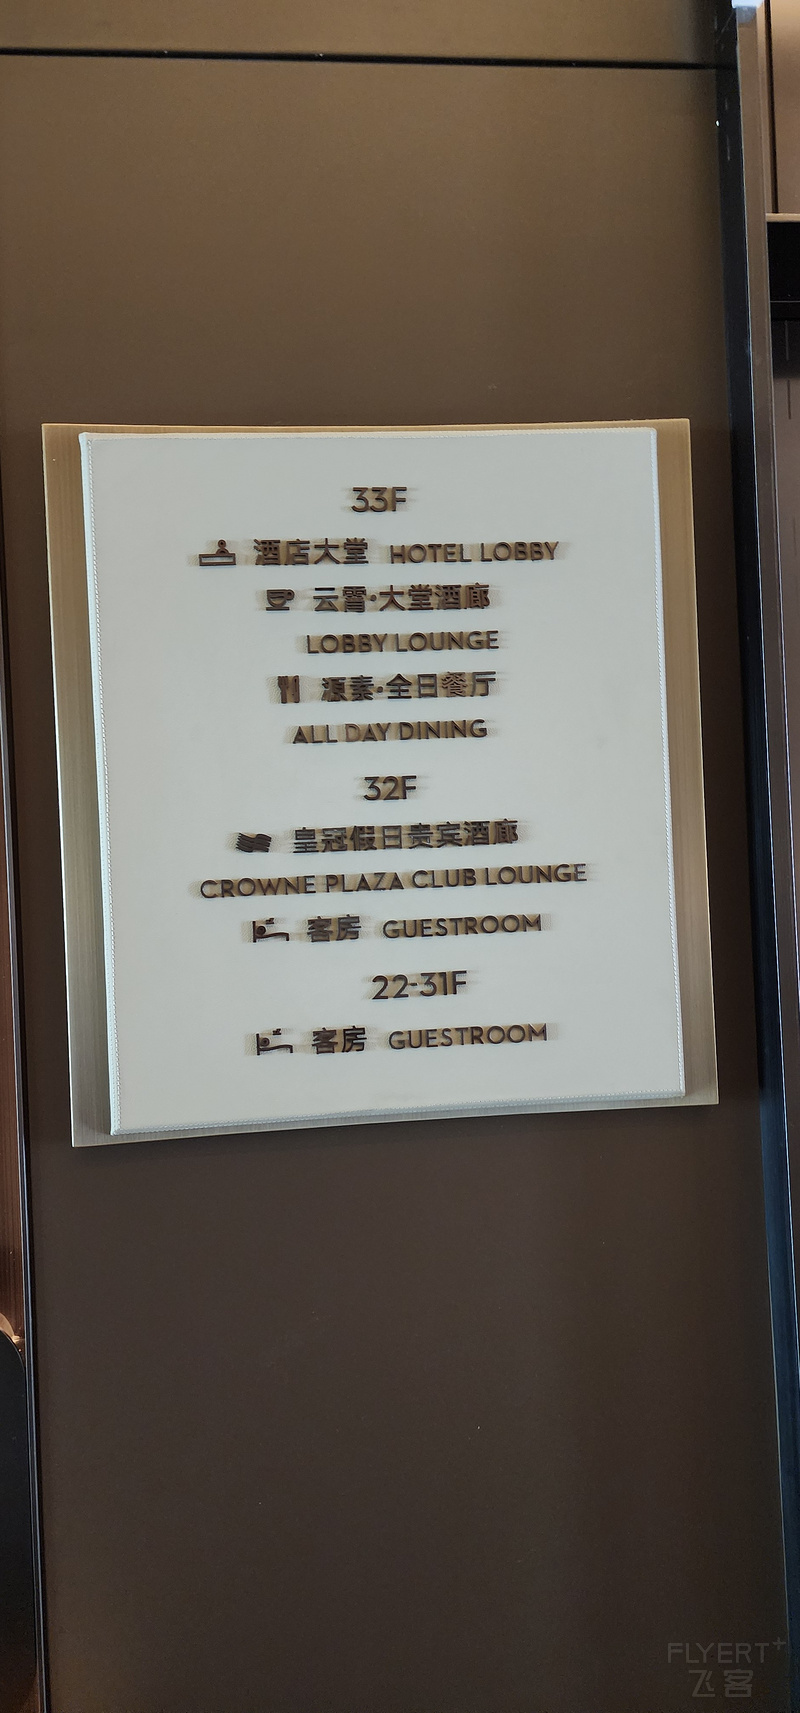 33F
酒店大堂 HOTEL LOBBY
云霄·大堂酒廊
LOBBY LOUNGE
源素·全日餐厅
ALL DAY DINING
32F
皇冠假日贵宾酒廊
CROWNE PLAZA CLUB LOUNGE
客房 GUESTROOM
22-31F
客房 GUESTROOM
FLYERT+
飞客